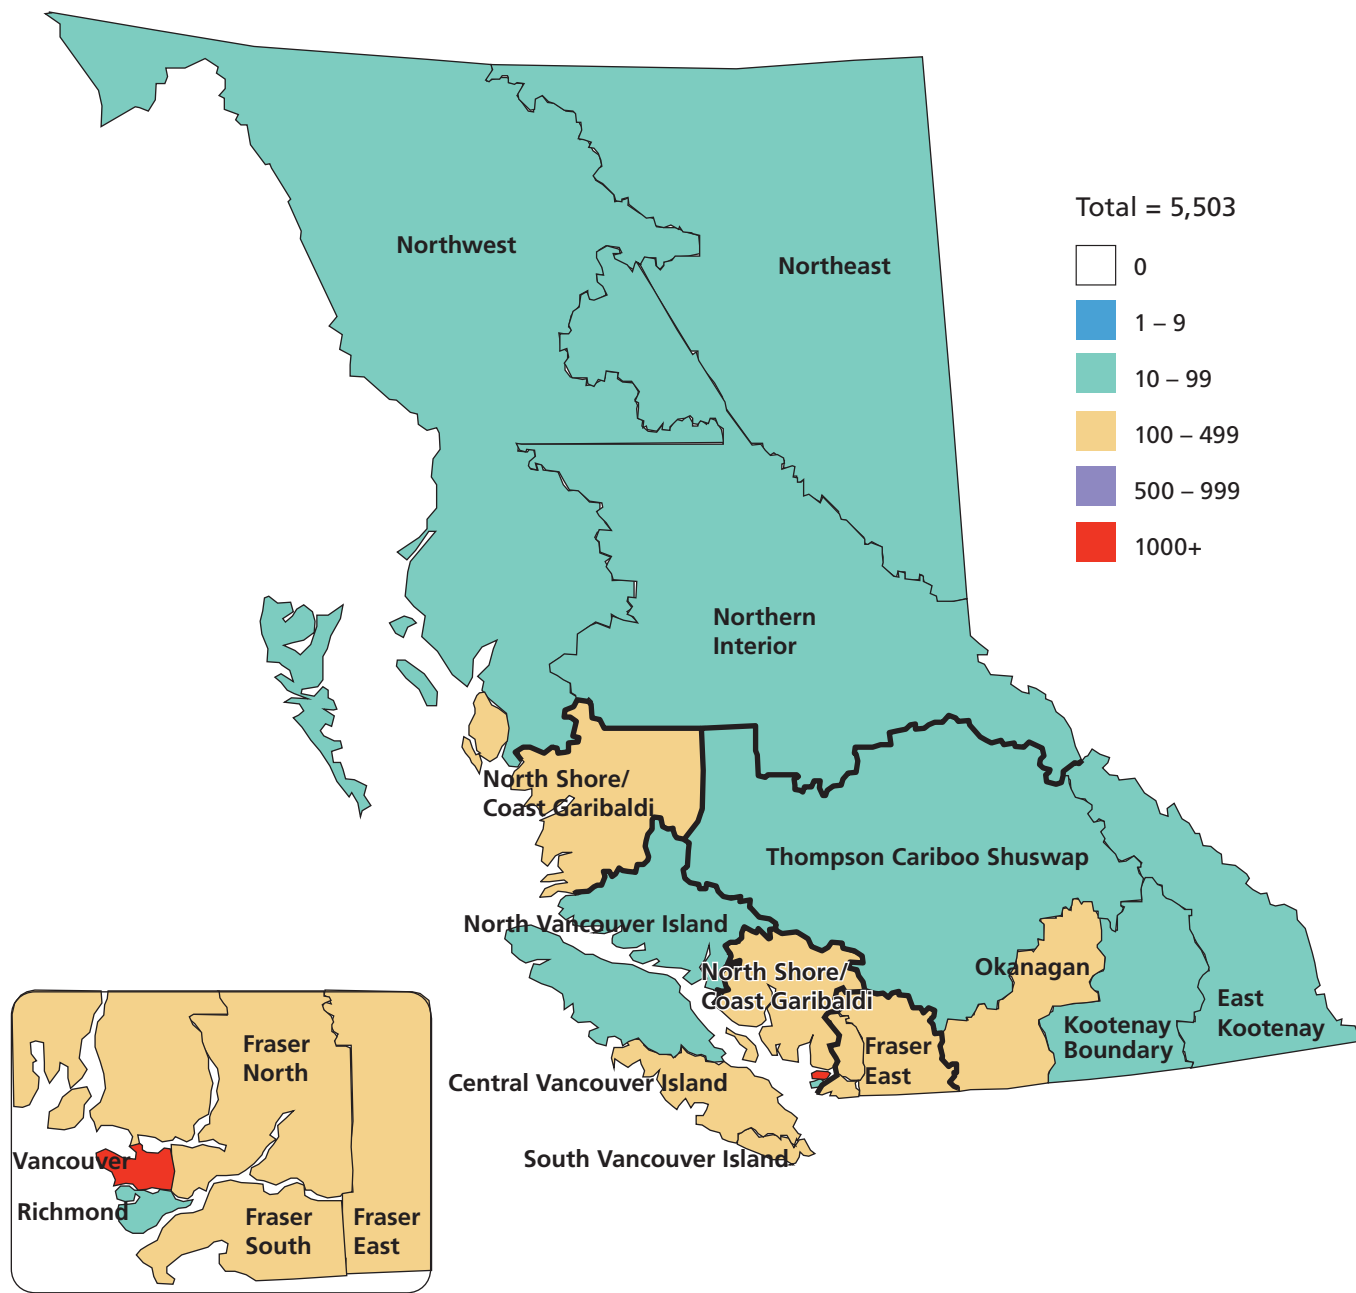 Northwest
Northeast
Total = 5,503
0
1 – 9
10 – 99
100 – 499
500 – 999
1000+
Northern
Interior
North Shore/
Coast Garibaldi
Thompson Cariboo Shuswap
North Vancouver Island
North Shore/
Coast Garibaldi
Okanagan
East
Kootenay
Kootenay
Boundary
Fraser
East
Central Vancouver Island
South Vancouver Island
Fraser
North
Vancouver
Richmond
Fraser
South
Fraser
East